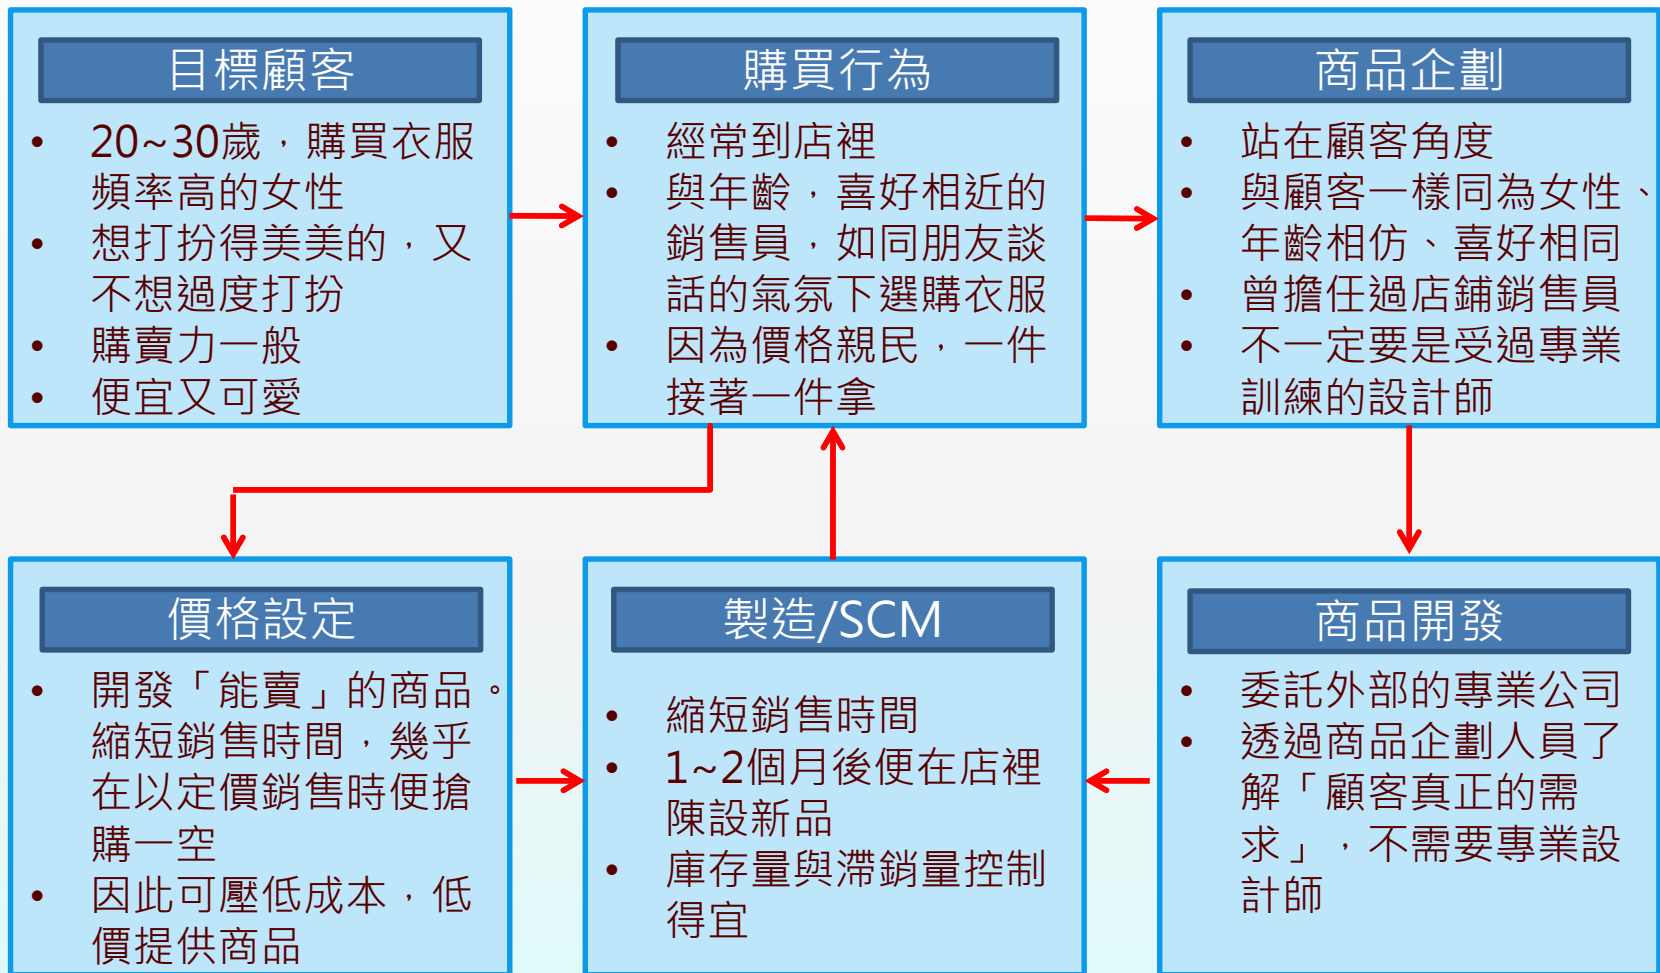 目標顧客
• 20~30歲，購買衣服
頻率高的女性
• 想打扮得美美的，又
不想過度打扮
• 購賣力一般
• 便宜又可愛
購買行為
• 經常到店裡
• 與年齡，喜好相近的
銷售員，如同朋友談
話的氣氛下選購衣服
• 因為價格親民，一件
接著一件拿
商品企劃
• 站在顧客角度
• 與顧客一樣同為女性、
年齡相仿、喜好相同
• 曾擔任過店鋪銷售員
• 不一定要是受過專業
訓練的設計師
價格設定
• 開發「能賣」的商品。
縮短銷售時間，幾乎
在以定價銷售時便搶
購一空
• 因此可壓低成本，低
價提供商品
製造/SCM
• 縮短銷售時間
• 1~2個月後便在店裡
陳設新品
• 庫存量與滯銷量控制
得宜
商品開發
• 委託外部的專業公司
• 透過商品企劃人員了
解「顧客真正的需
求」，不需要專業設
計師